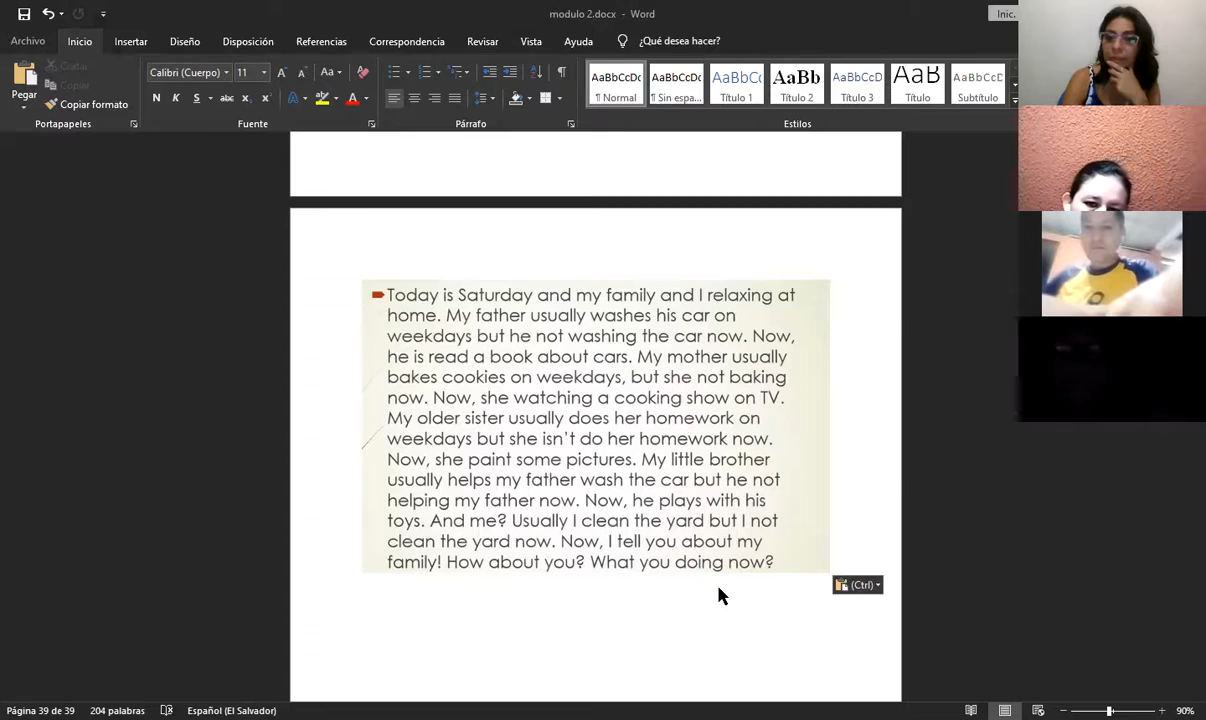 modulo 2.docx - Word
Inic.
Archivo Inicio Insertar Diseño Disposición Referencias Correspondencia Revisar Vista Ayuda ¿Qué desea hacer?
Pegar
Cortar
Copiar
Copiar formato
Portapapeles
Calibri (Cuerpo) 11
N K S abc x₂ x²
Fuente
Párrafo
AaBbCcDc AaBbCcDc AaBbC AaBb AaBbCcD AaB AaBbCcD
¶ Normal ¶ Sin espa... Título 1 Título 2 Título 3 Título Subtítulo
Estilos
Today is Saturday and my family and I relaxing at
home. My father usually washes his car on
weekdays but he not washing the car now. Now,
he is read a book about cars. My mother usually
bakes cookies on weekdays, but she not baking
now. Now, she watching a cooking show on TV.
My older sister usually does her homework on
weekdays but she isn't do her homework now.
Now, she paint some pictures. My little brother
usually helps my father wash the car but he not
helping my father now. Now, he plays with his
toys. And me? Usually I clean the yard but I not
clean the yard now. Now, I tell you about my
family! How about you? What you doing now?
(Ctrl)
Página 39 de 39 204 palabras Español (El Salvador) 90%